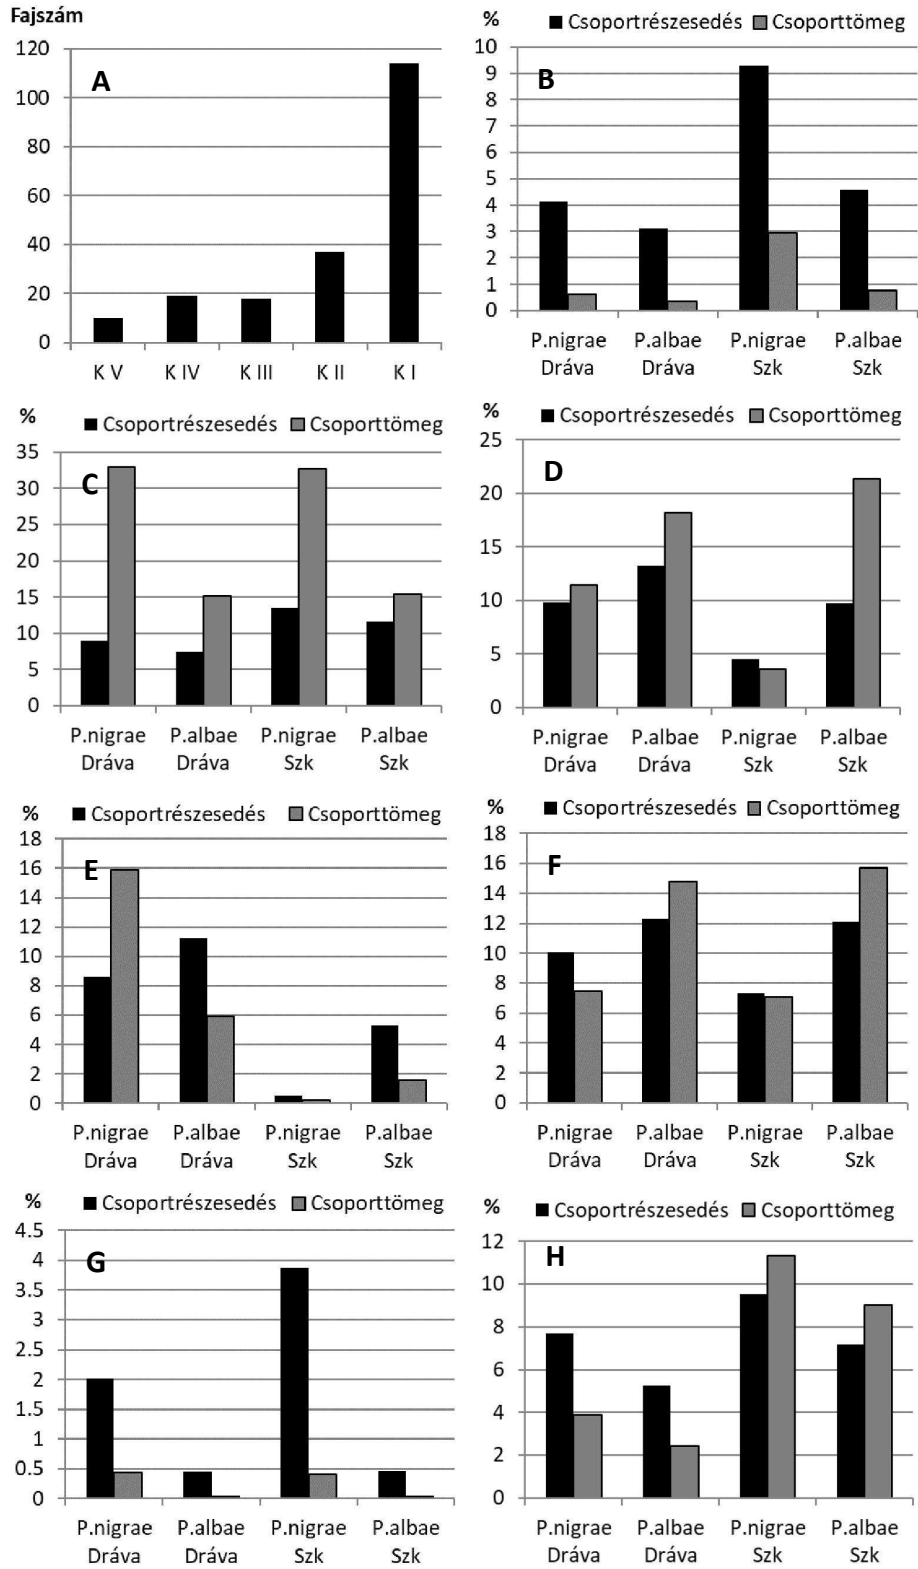 Fajszám
A
120
100
80
60
40
20
0
K V K IV K III K II K I
% Csoportrészesedés Csoporttömeg
B
10
9
8
7
6
5
4
3
2
1
0
P.nigrae P.albae P.nigrae P.albae
Dráva Dráva Szk Szk
% Csoportrészesedés Csoporttömeg
C
35
30
25
20
15
10
5
0
P.nigrae P.albae P.nigrae P.albae
Dráva Dráva Szk Szk
% Csoportrészesedés Csoporttömeg
D
25
20
15
10
5
0
P.nigrae P.albae P.nigrae P.albae
Dráva Dráva Szk Szk
% Csoportrészesedés Csoporttömeg
E
18
16
14
12
10
8
6
4
2
0
P.nigrae P.albae P.nigrae P.albae
Dráva Dráva Szk Szk
% Csoportrészesedés Csoporttömeg
F
18
16
14
12
10
8
6
4
2
0
P.nigrae P.albae P.nigrae P.albae
Dráva Dráva Szk Szk
% Csoportrészesedés Csoporttömeg
G
4.5
4
3.5
3
2.5
2
1.5
1
0.5
0
P.nigrae P.albae P.nigrae P.albae
Dráva Dráva Szk Szk
% Csoportrészesedés Csoporttömeg
H
12
10
8
6
4
2
0
P.nigrae P.albae P.nigrae P.albae
Dráva Dráva Szk Szk